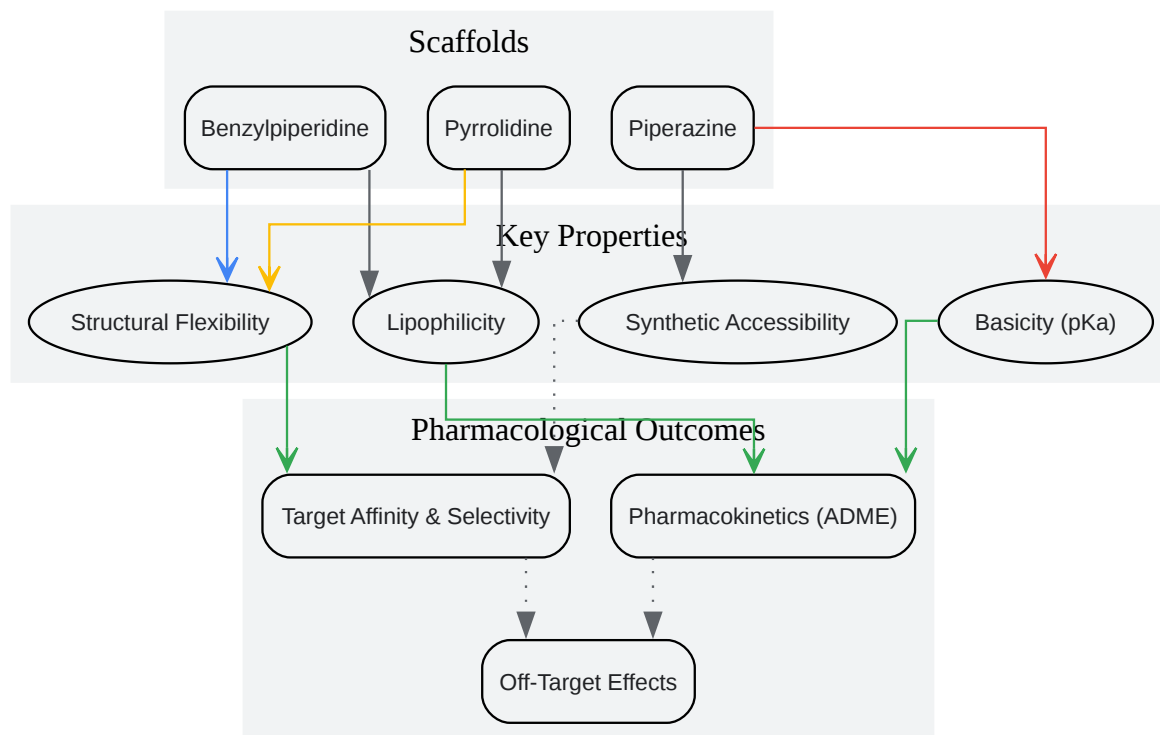 Scaffolds
Benzylpiperidine
Pyrrolidine
Piperazine
Key Properties
Structural Flexibility
Lipophilicity
Synthetic Accessibility
Basicity (pKa)
Pharmacological Outcomes
Target Affinity & Selectivity
Pharmacokinetics (ADME)
Off-Target Effects